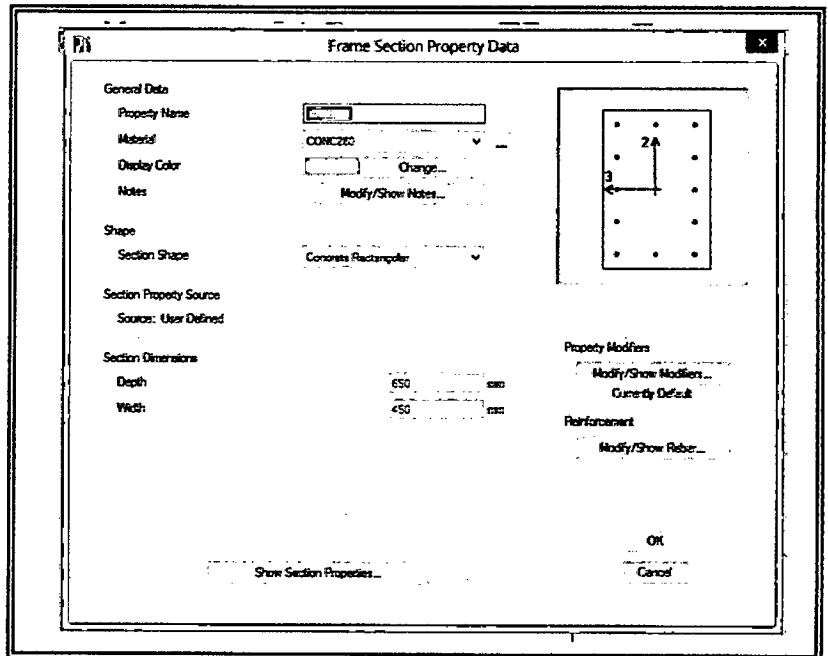 Frame Section Property Data
General Data
Property Name
Material CONC280
Display Color Change...
Notes Modify/Show Notes...
Shape
Section Shape Concrete Rectangular
Section Property Source
Source: User Defined
Section Dimensions
Depth 650 mm
Width 450 mm
2
3
Property Modifiers
Modify/Show Modifiers...
Currently Default
Reinforcement
Modify/Show Rebar...
OK
Show Section Properties...
Cancel